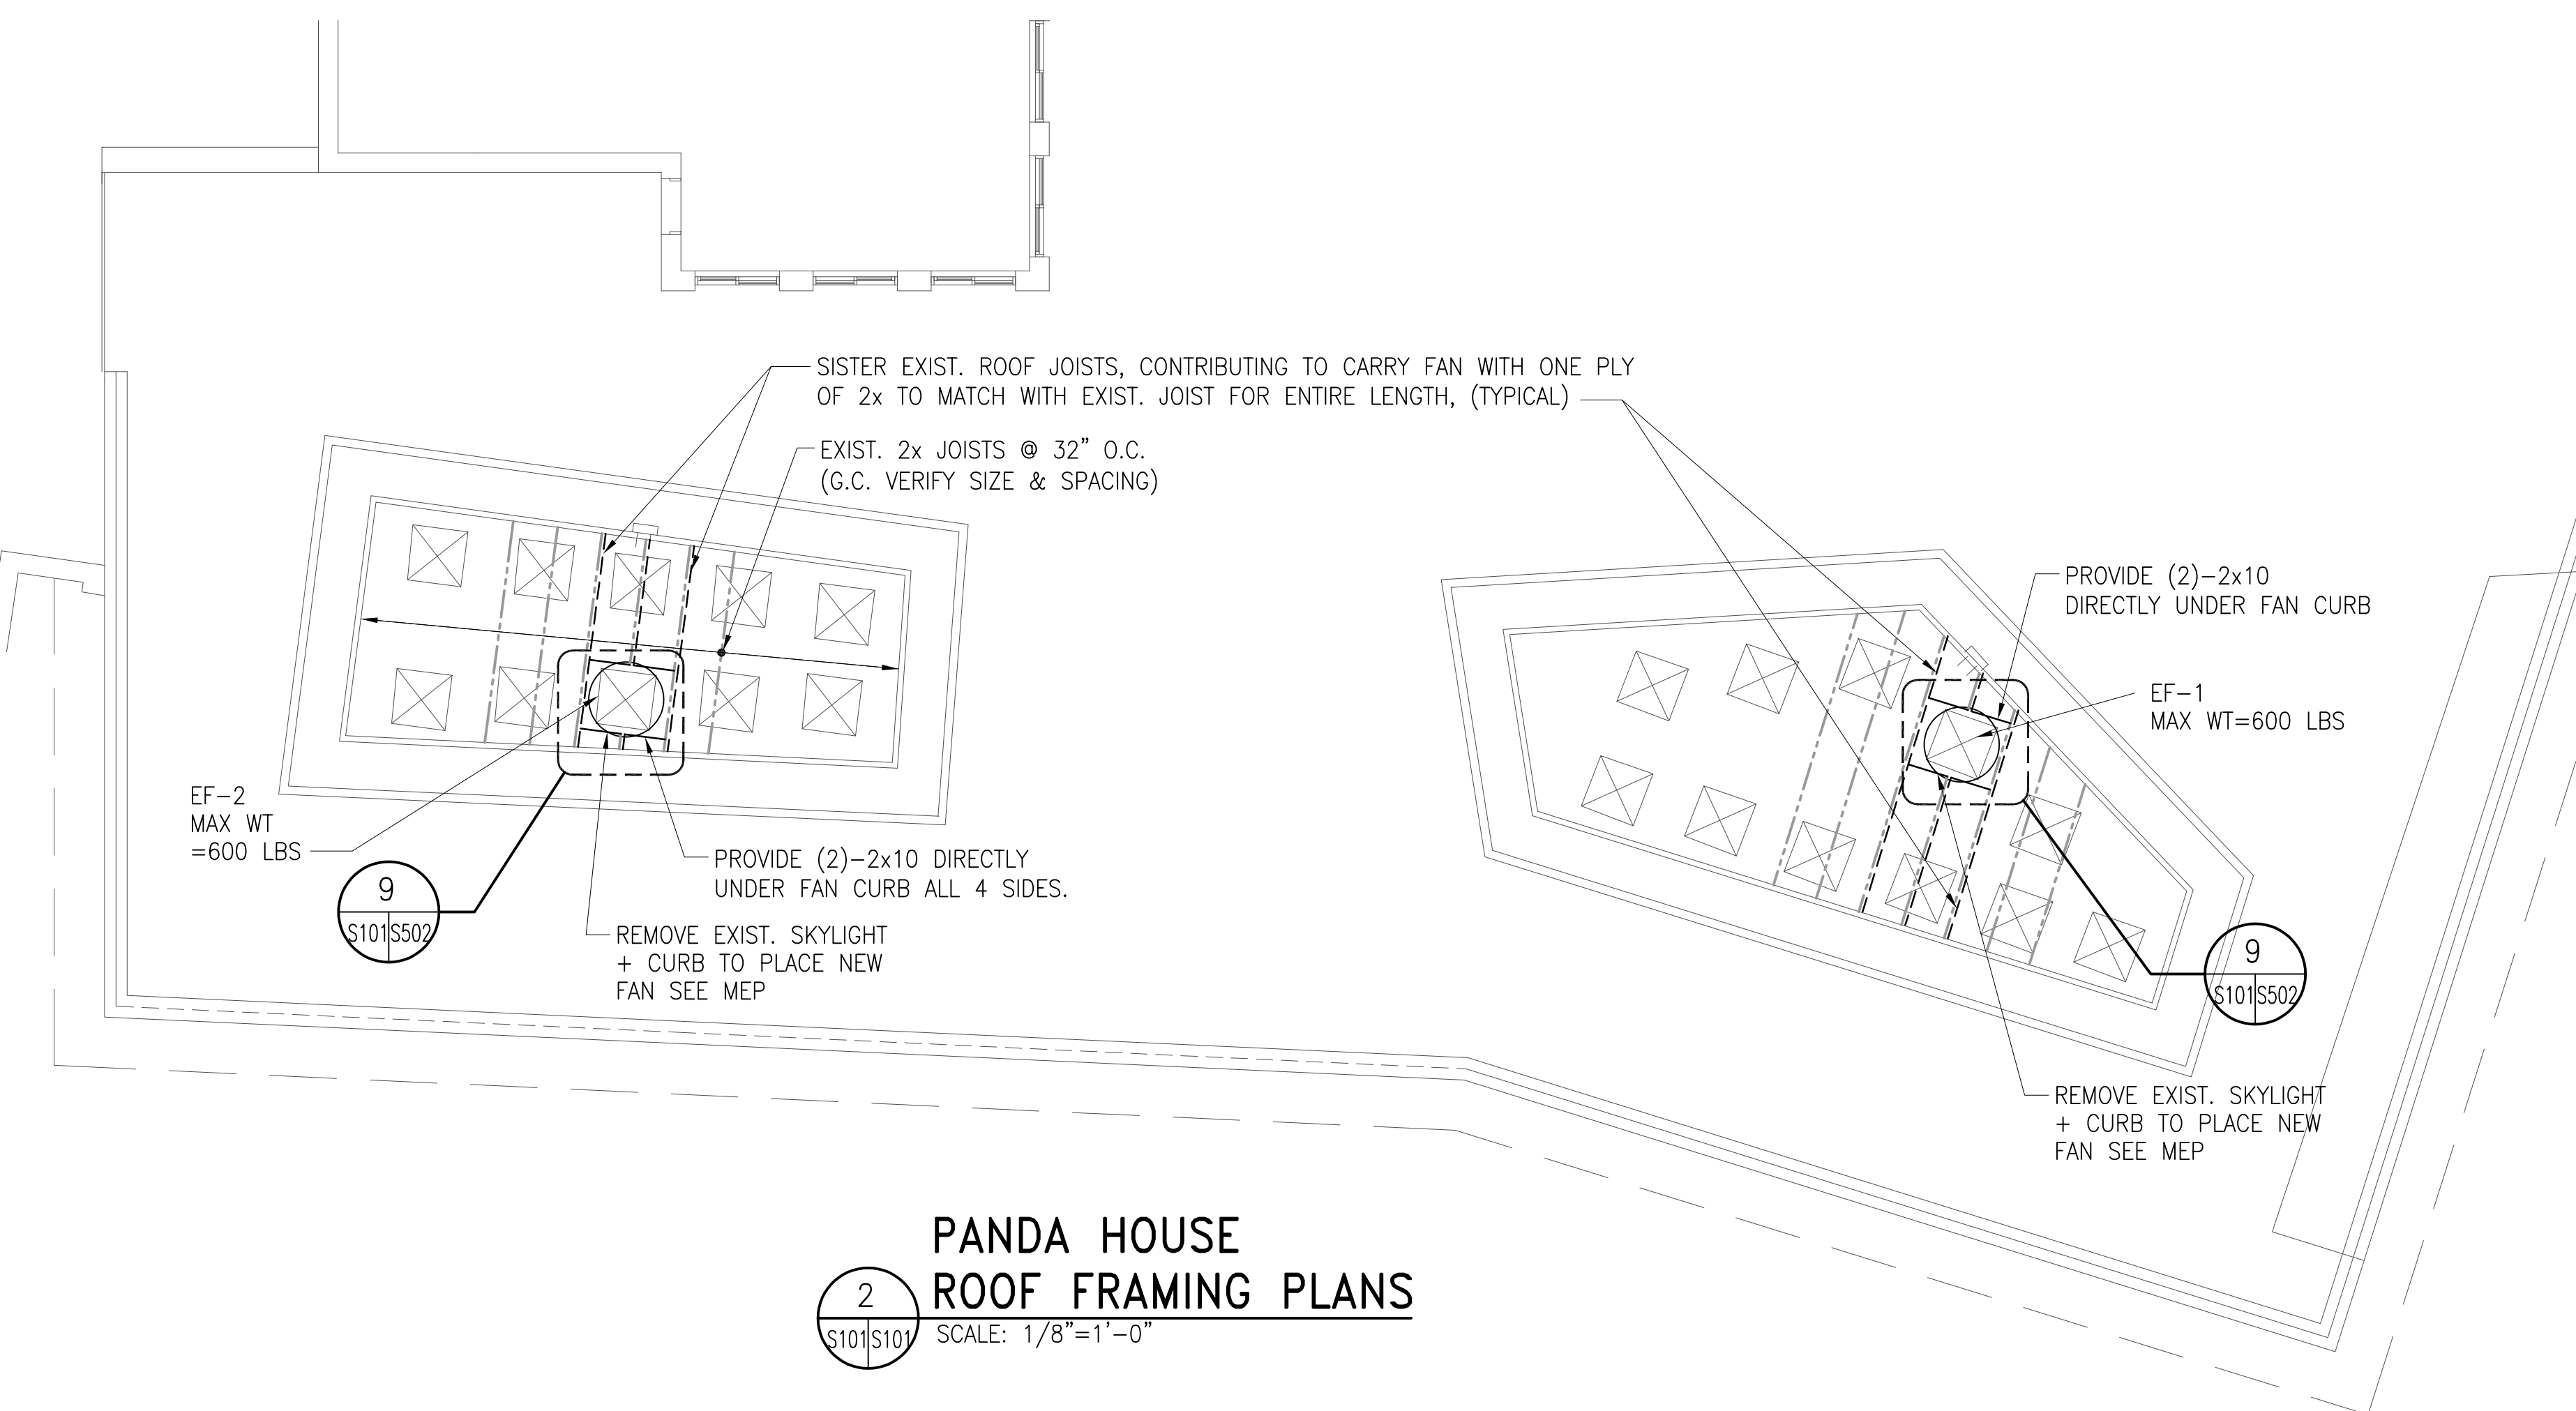 SISTER EXIST. ROOF JOISTS, CONTRIBUTING TO CARRY FAN WITH ONE PLY
OF 2x TO MATCH WITH EXIST. JOIST FOR ENTIRE LENGTH, (TYPICAL)
EXIST. 2x JOISTS @ 32" O.C.
(G.C. VERIFY SIZE & SPACING)
PROVIDE (2)-2x10
DIRECTLY UNDER FAN CURB
EF-1
MAX WT=600 LBS
EF-2
MAX WT
=600 LBS
PROVIDE (2)-2x10 DIRECTLY
UNDER FAN CURB ALL 4 SIDES.
9
S101 S502
REMOVE EXIST. SKYLIGHT
+ CURB TO PLACE NEW
FAN SEE MEP
9
S101 S502
REMOVE EXIST. SKYLIGHT
+ CURB TO PLACE NEW
FAN SEE MEP
PANDA HOUSE
ROOF FRAMING PLANS
2
S101 S101
SCALE: 1/8"=1'-0"